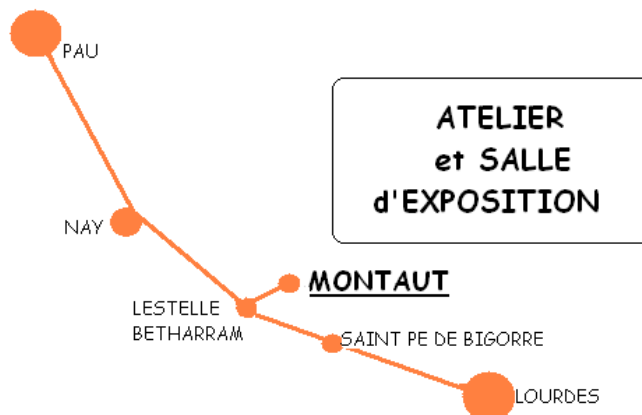 PAU
ATELIER
et SALLE
d'EXPOSITION
NAY
MONTAUT
LESTELLE
BETHARRAM
SAINT PE DE BIGORRE
LOURDES